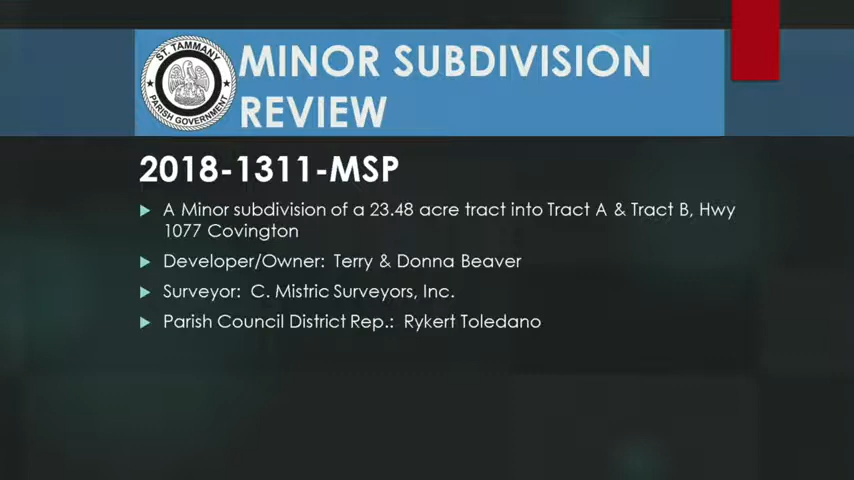 ST. TAMMANY
PARISH GOVERNMENT
MINOR SUBDIVISION
REVIEW
2018-1311-MSP
A Minor subdivision of a 23.48 acre tract into Tract A & Tract B, Hwy
1077 Covington
Developer/Owner: Terry & Donna Beaver
Surveyor: C. Mistric Surveyors, Inc.
Parish Council District Rep.: Rykert Toledano